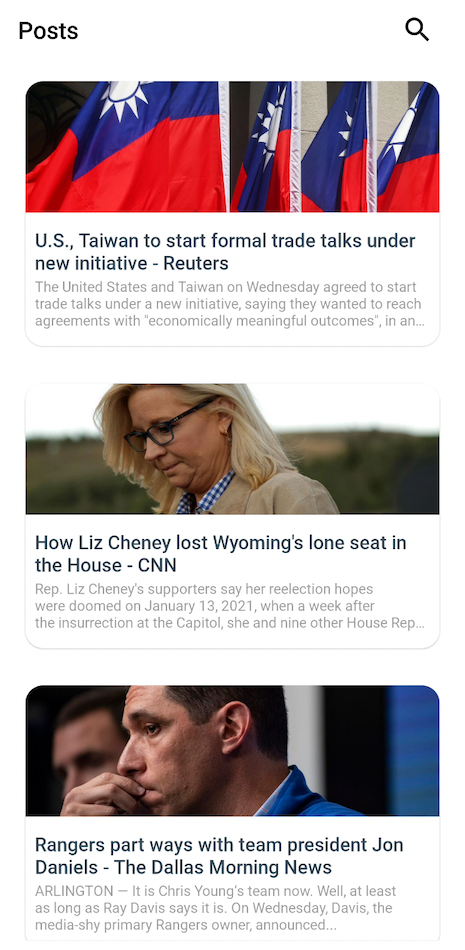 Posts
U.S., Taiwan to start formal trade talks under
new initiative - Reuters
The United States and Taiwan on Wednesday agreed to start
trade talks under a new initiative, saying they wanted to reach
agreements with "economically meaningful outcomes", in an…
How Liz Cheney lost Wyoming's lone seat in
the House - CNN
Rep. Liz Cheney's supporters say her reelection hopes
were doomed on January 13, 2021, when a week after
the insurrection at the Capitol, she and nine other House Rep…
Rangers part ways with team president Jon
Daniels - The Dallas Morning News
ARLINGTON — It is Chris Young's team now. Well, at least
as long as Ray Davis says it is. On Wednesday, Davis, the
media-shy primary Rangers owner, announced...